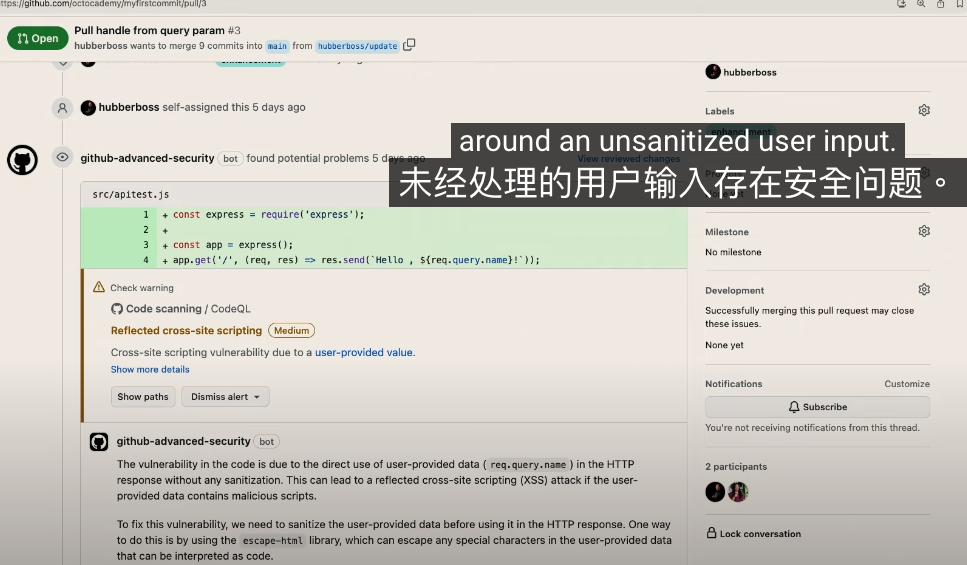 ttps://github.com/octocademy/myfirstcommit/pull/3
Open
Pull handle from query param #3
hubberboss wants to merge 9 commits into main from hubberboss/update
hubberboss
hubberboss self-assigned this 5 days ago
Labels
enhancement
around an unsanitized user input.
github-advanced-security bot found potential problems 5 days ago
View reviewed changes
未经处理的用户输入存在安全问题。
src/apitest.js
1 + const express = require('express');
2 +
3 + const app = express();
4 + app.get('/', (req, res) => res.send(`Hello , ${req.query.name}!`));
Milestone
No milestone
Check warning
Code scanning / CodeQL
Reflected cross-site scripting Medium
Cross-site scripting vulnerability due to a user-provided value.
Show more details
Show paths
Dismiss alert
Development
Successfully merging this pull request may close
these issues.
None yet
Notifications
Customize
Subscribe
You're not receiving notifications from this thread.
github-advanced-security bot
The vulnerability in the code is due to the direct use of user-provided data ( req.query.name ) in the HTTP
response without any sanitization. This can lead to a reflected cross-site scripting (XSS) attack if the user-
provided data contains malicious scripts.
To fix this vulnerability, we need to sanitize the user-provided data before using it in the HTTP response. One way
to do this is by using the escape-html library, which can escape any special characters in the user-provided data
that can be interpreted as code.
2 participants
Lock conversation